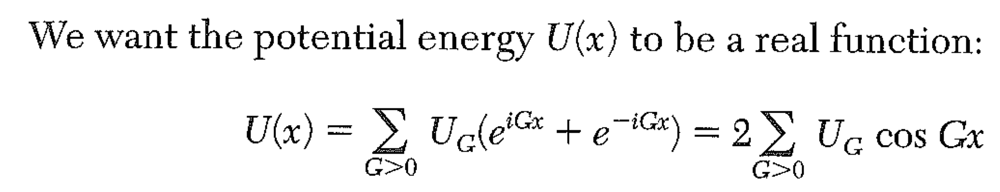 We want the potential energy U(x) to be a real function:
U(x) = ∑_{G>0} U_G(e^{iGx} + e^{−iGx}) = 2 ∑_{G>0} U_G cos Gx